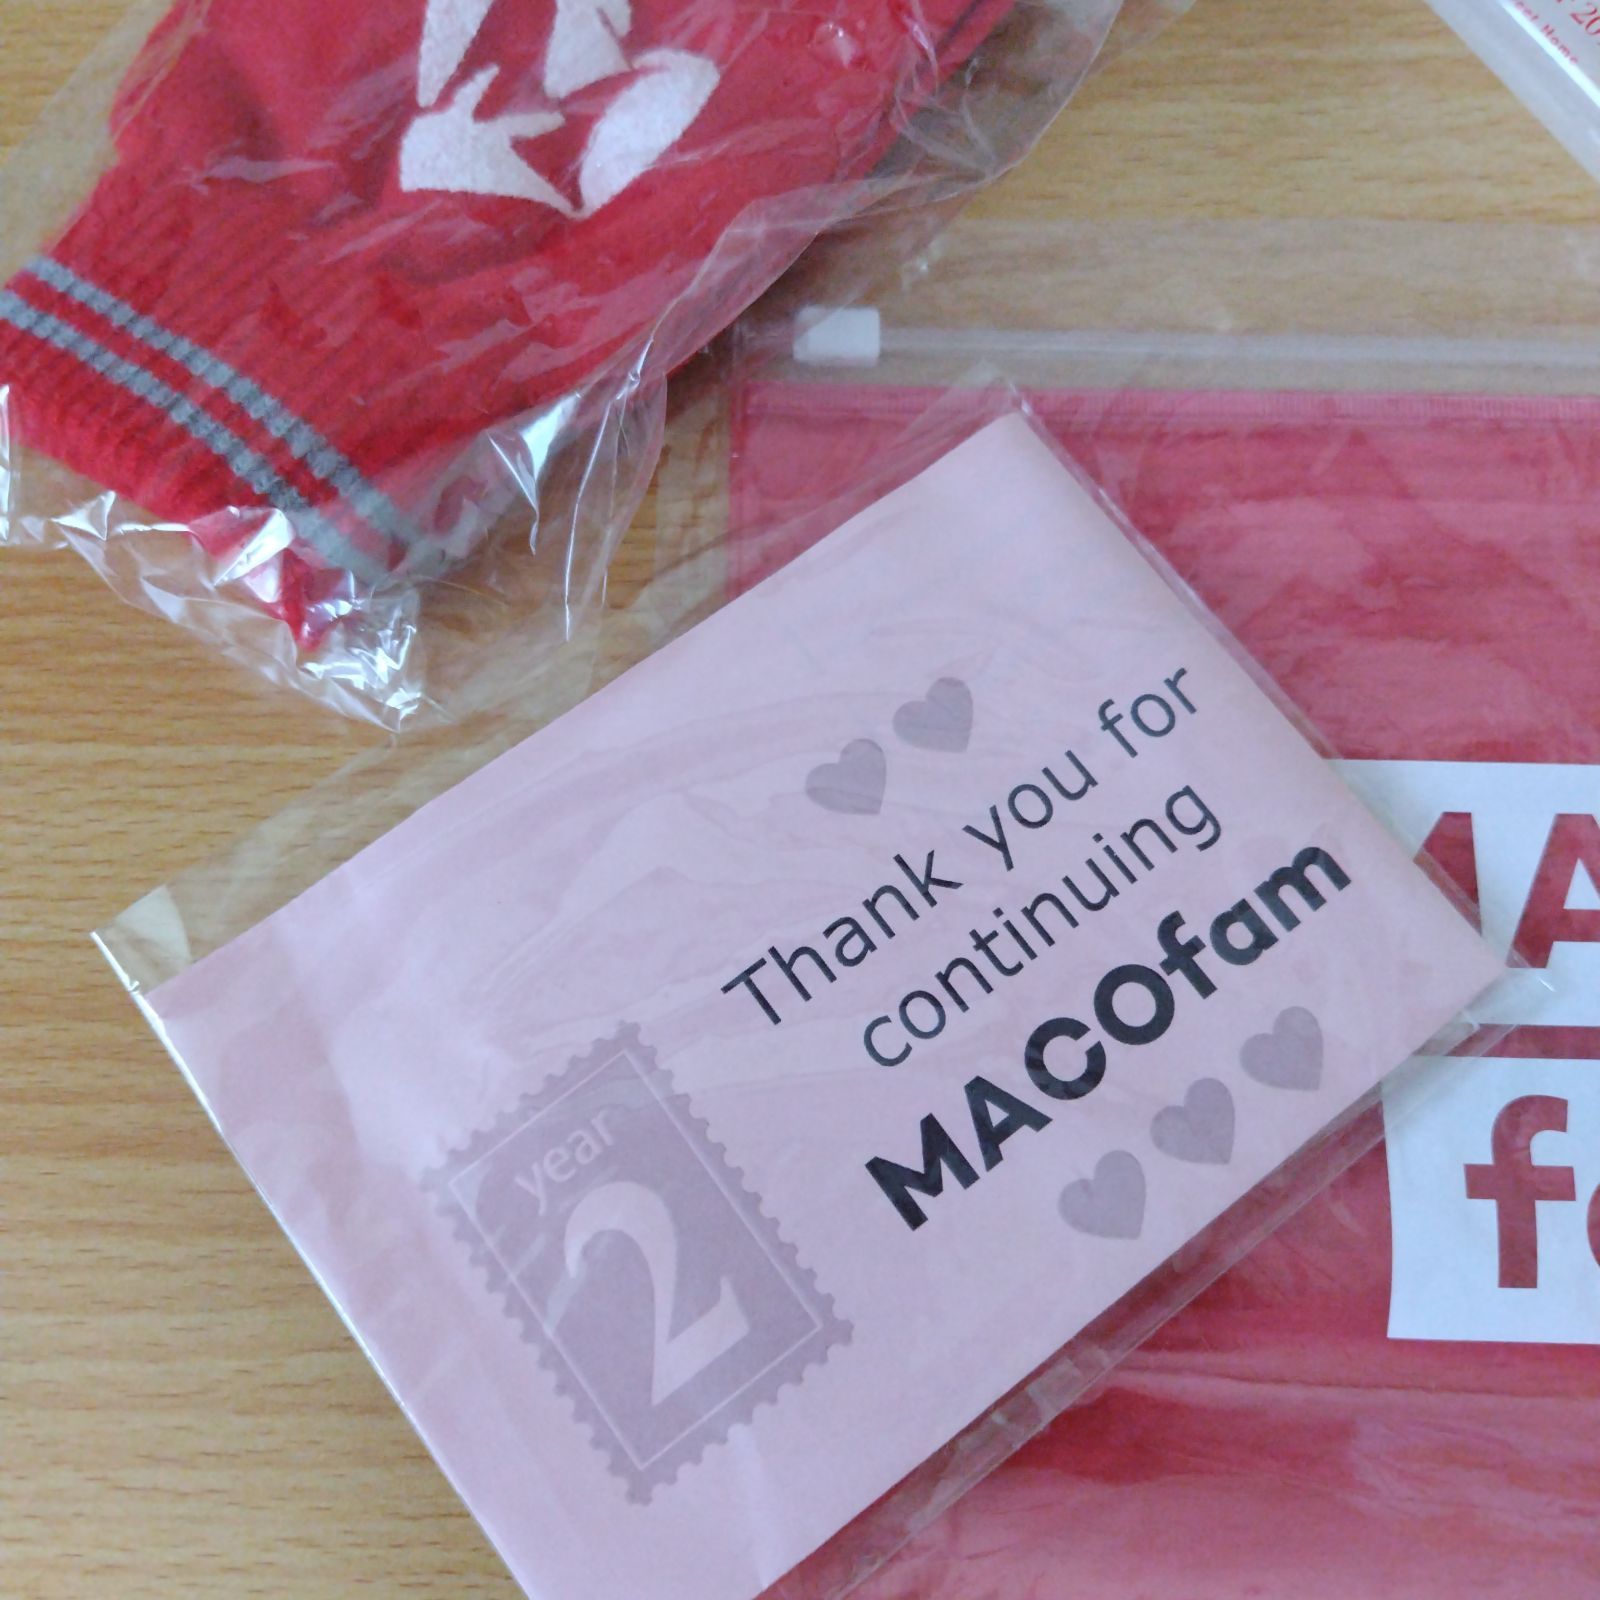 Thank you for
continuing
MACOfam
year
2